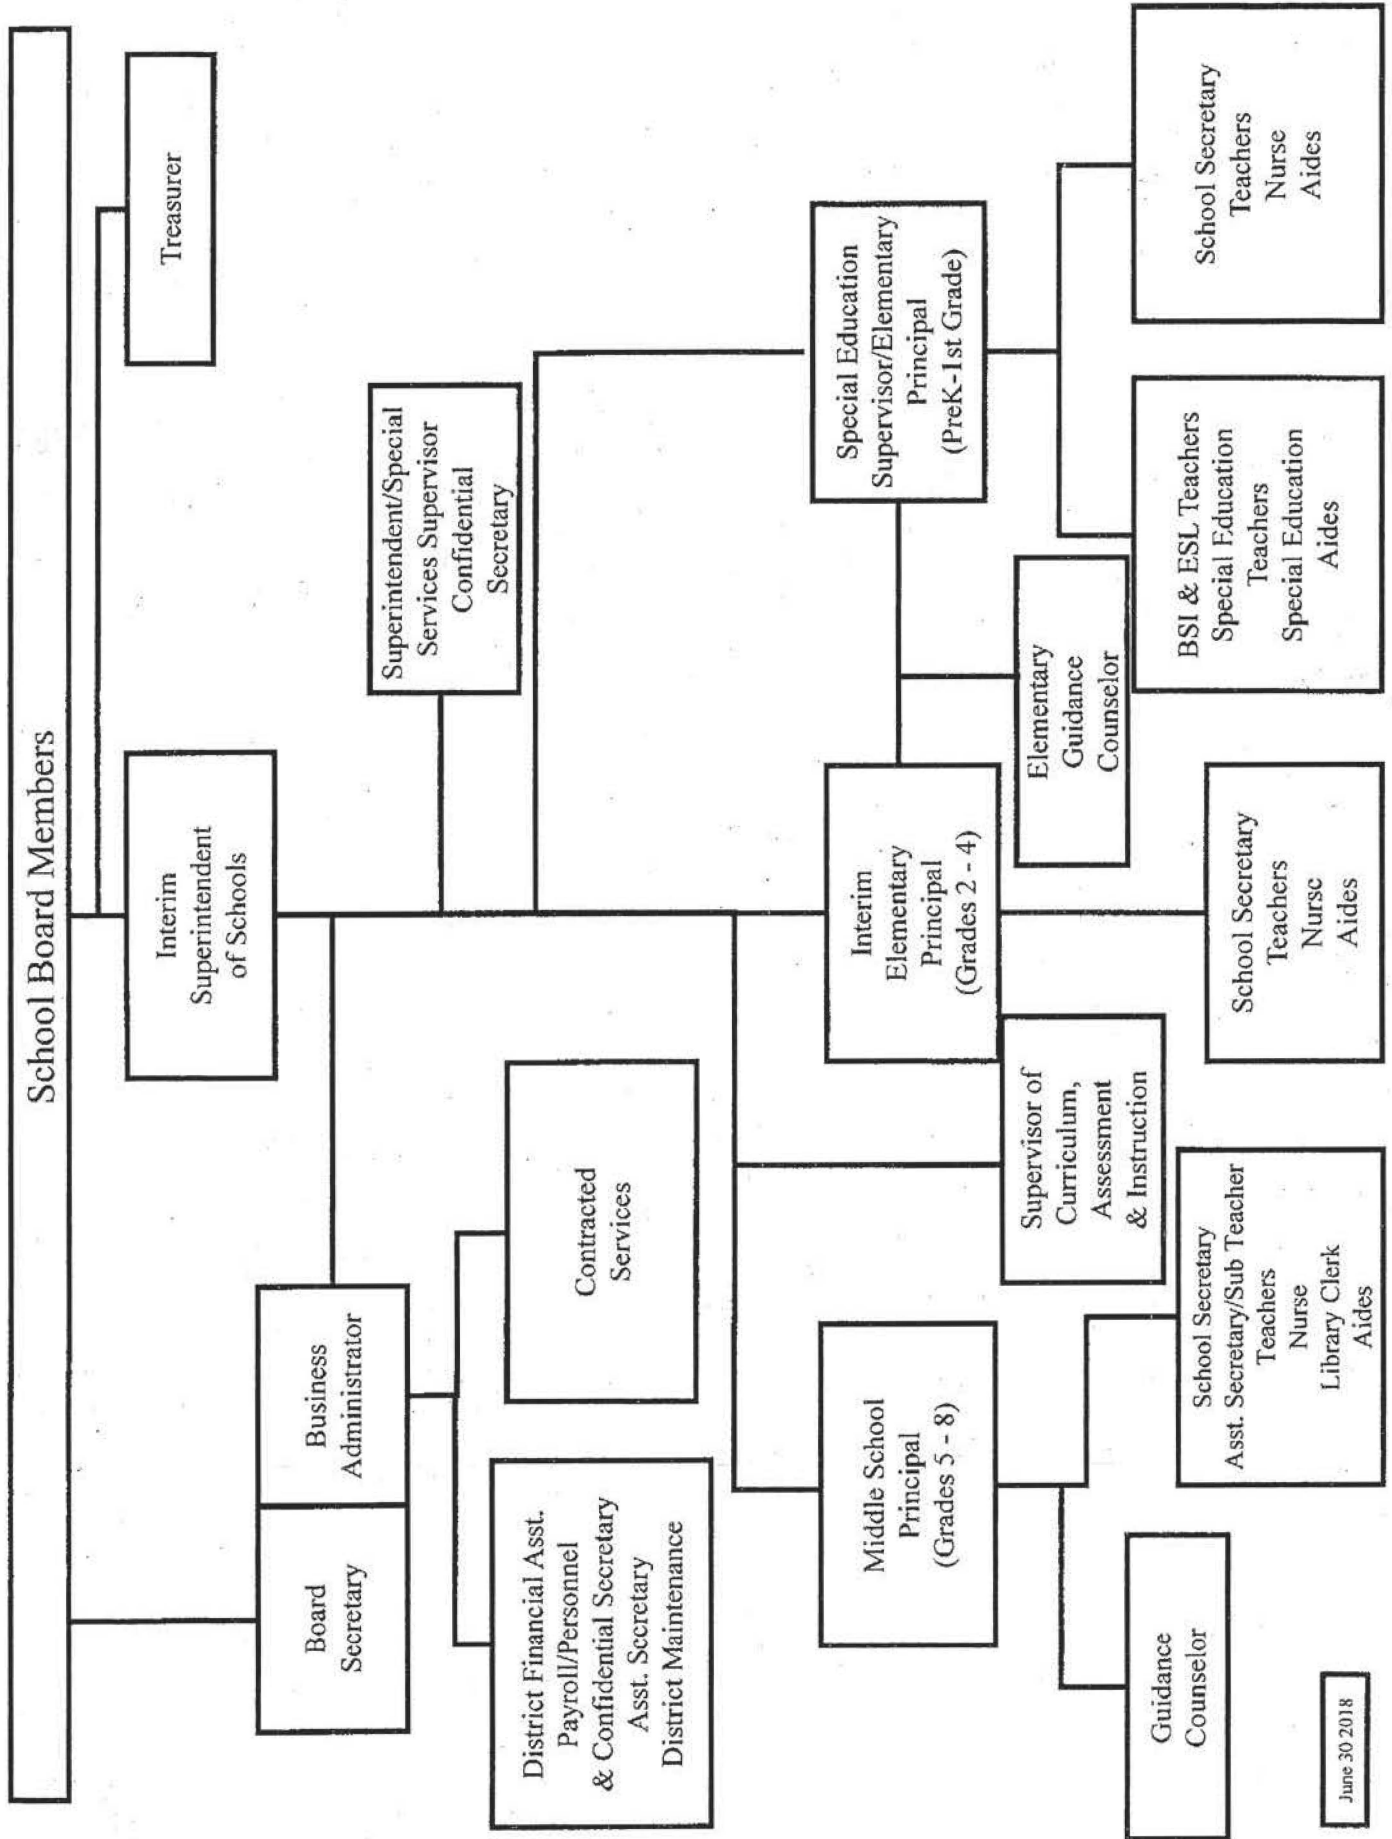 School Board Members
Treasurer
Interim
Superintendent
of Schools
Board
Secretary
Business
Administrator
Superintendent/Special
Services Supervisor
Confidential
Secretary
District Financial Asst.
Payroll/Personnel
& Confidential Secretary
Asst. Secretary
District Maintenance
Contracted
Services
Middle School
Principal
(Grades 5 - 8)
Interim
Elementary
Principal
(Grades 2 - 4)
Special Education
Supervisor/Elementary
Principal
(PreK-1st Grade)
Supervisor of
Curriculum,
Assessment
& Instruction
Elementary
Guidance
Counselor
Guidance
Counselor
School Secretary
Asst. Secretary/Sub Teacher
Teachers
Nurse
Library Clerk
Aides
School Secretary
Teachers
Nurse
Aides
BSI & ESL Teachers
Special Education
Teachers
Special Education
Aides
School Secretary
Teachers
Nurse
Aides
June 30 2018